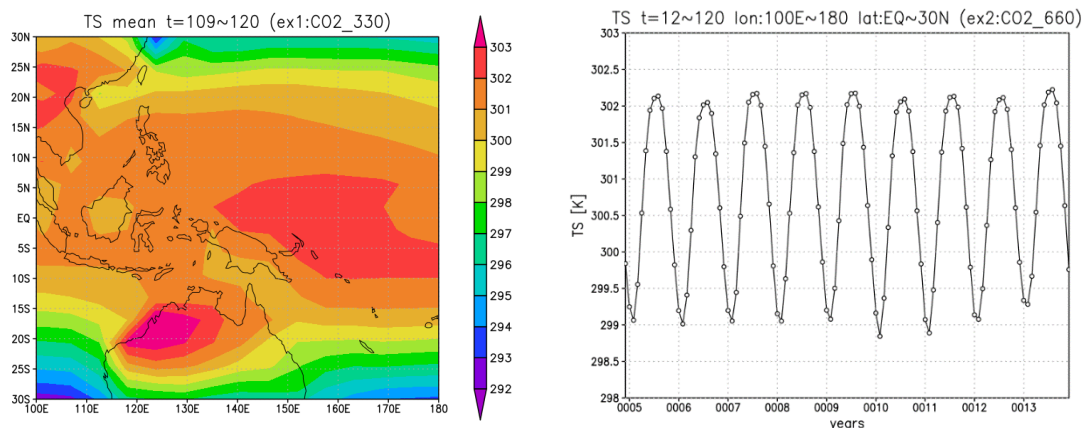 TS mean t=109~120 (ex1:CO2_330)
30N
25N
20N
15N
10N
5N
EQ
5S
10S
15S
20S
25S
30S
100E 110E 120E 130E 140E 150E 160E 170E 180
303
302
301
300
299
298
297
296
295
294
293
292
TS t=12~120 lon:100E~180 lat:EQ~30N (ex2:CO2_660)
TS [K]
303
302.5
302
301.5
301
300.5
300
299.5
299
298.5
298
0005 0006 0007 0008 0009 0010 0011 0012 0013
years